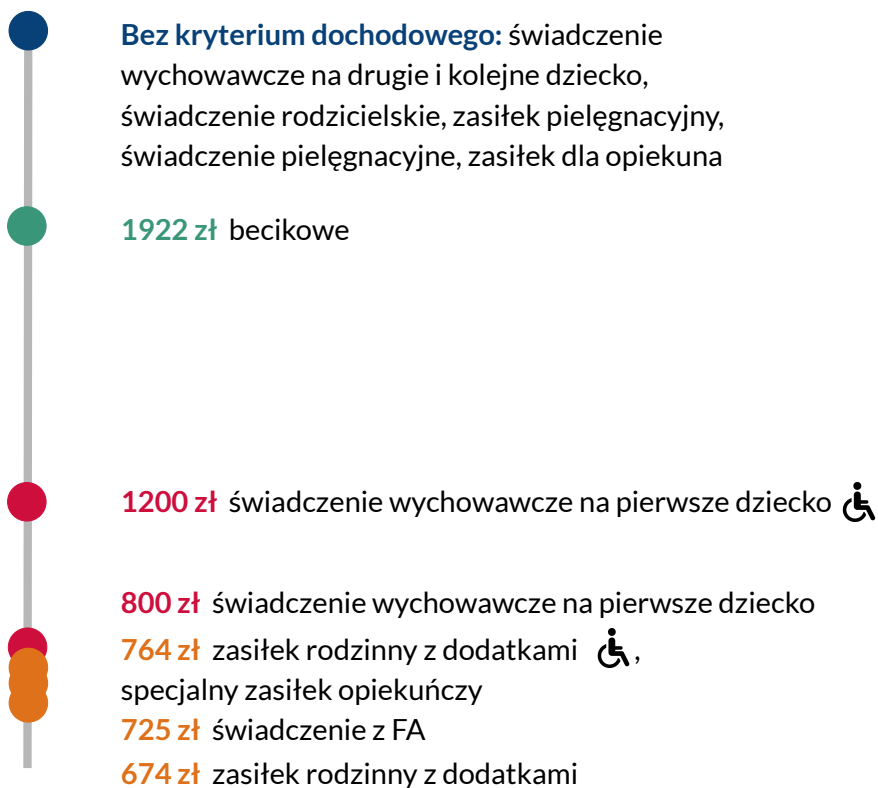 Bez kryterium dochodowego: świadczenie
wychowawcze na drugie i kolejne dziecko,
świadczenie rodzicielskie, zasiłek pielęgnacyjny,
świadczenie pielęgnacyjne, zasiłek dla opiekuna
1922 zł becikowe
1200 zł świadczenie wychowawcze na pierwsze dziecko
800 zł świadczenie wychowawcze na pierwsze dziecko
764 zł zasiłek rodzinny z dodatkami ,
specjalny zasiłek opiekuńczy
725 zł świadczenie z FA
674 zł zasiłek rodzinny z dodatkami